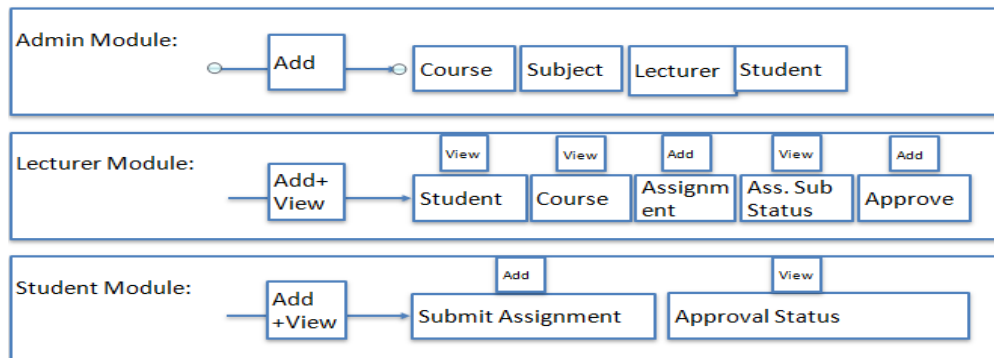 Admin Module:
Add
Course
Subject
Lecturer
Student
Lecturer Module:
Add+
View
View
View
Add
View
Add
Student
Course
Assignm
ent
Ass. Sub
Status
Approve
Student Module:
Add
+View
Add
View
Submit Assignment
Approval Status